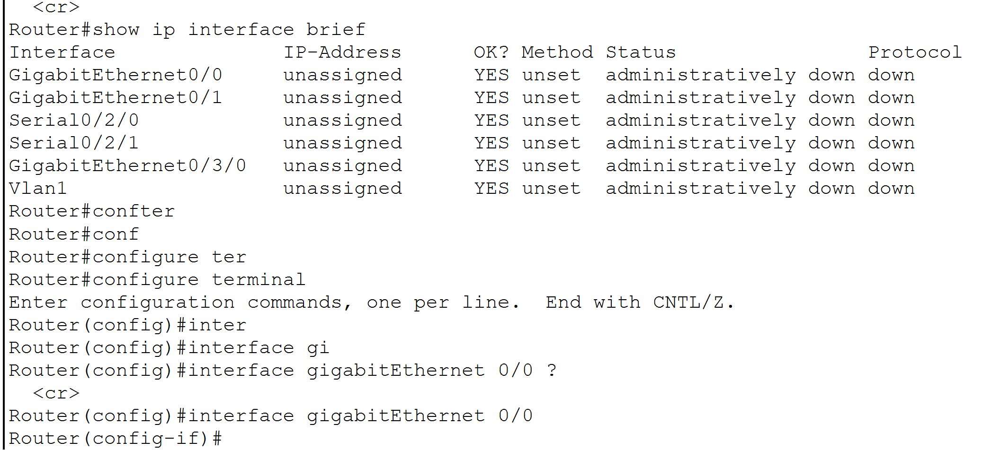 <cr>
Router#show ip interface brief
Interface              IP-Address      OK? Method Status                Protocol
GigabitEthernet0/0     unassigned      YES unset  administratively down down
GigabitEthernet0/1     unassigned      YES unset  administratively down down
Serial0/2/0            unassigned      YES unset  administratively down down
Serial0/2/1            unassigned      YES unset  administratively down down
GigabitEthernet0/3/0   unassigned      YES unset  administratively down down
Vlan1                  unassigned      YES unset  administratively down down
Router#confter
Router#conf
Router#configure ter
Router#configure terminal
Enter configuration commands, one per line.  End with CNTL/Z.
Router(config)#inter
Router(config)#interface gi
Router(config)#interface gigabitEthernet 0/0 ?
  <cr>
Router(config)#interface gigabitEthernet 0/0
Router(config-if)#